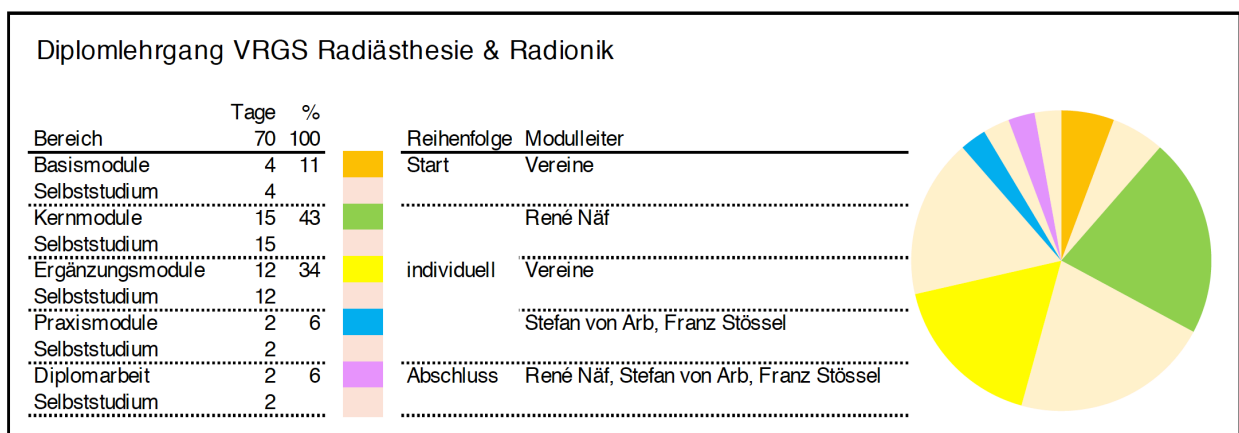 Diplomlehrgang VRGS Radiästhesie & Radionik
Tage %
Bereich 70 100 Reihenfolge Modulleiter
Basismodule 4 11 Start Vereine
Selbststudium 4
Kernmodule 15 43 René Näf
Selbststudium 15
Ergänzungsmodule 12 34 individuell Vereine
Selbststudium 12
Praxismodule 2 6 Stefan von Arb, Franz Stössel
Selbststudium 2
Diplomarbeit 2 6 Abschluss René Näf, Stefan von Arb, Franz Stössel
Selbststudium 2